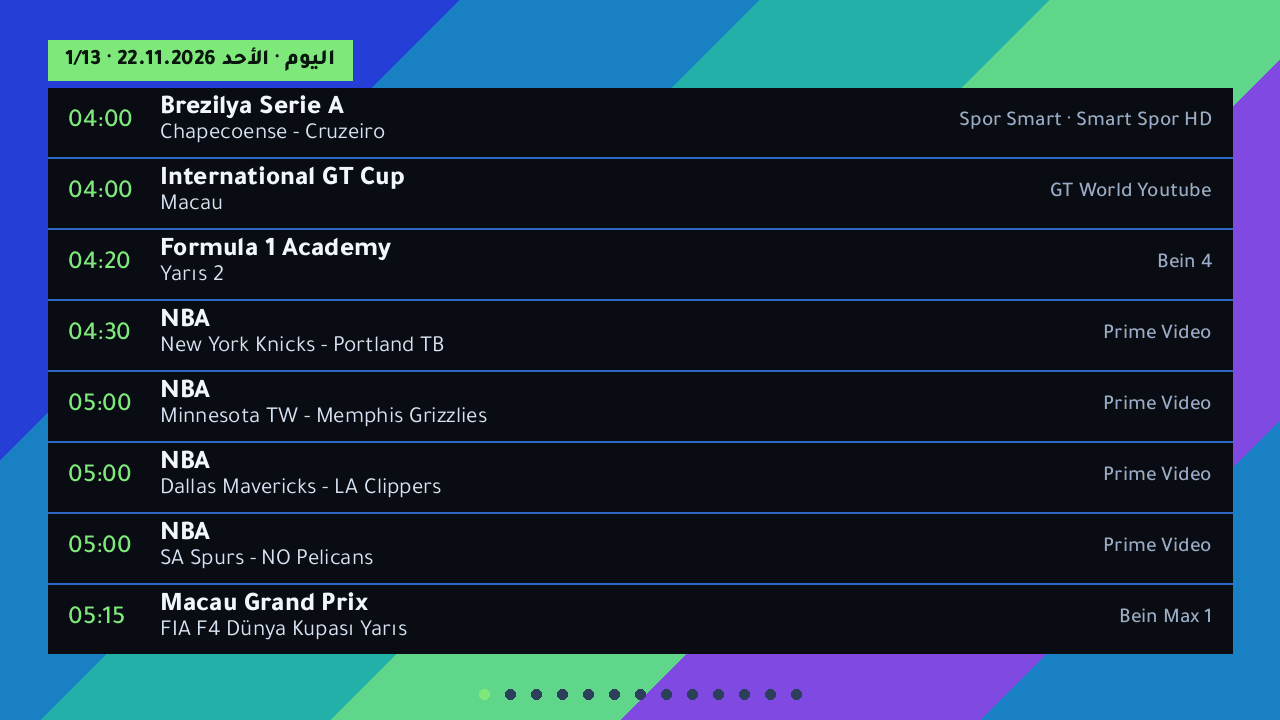 اليوم · الأحد 22.11.2026 · 1/13
04:00
Brezilya Serie A
Chapecoense - Cruzeiro
Spor Smart · Smart Spor HD
04:00
International GT Cup
Macau
GT World Youtube
04:20
Formula 1 Academy
Yarıs 2
Bein 4
04:30
NBA
New York Knicks - Portland TB
Prime Video
05:00
NBA
Minnesota TW - Memphis Grizzlies
Prime Video
05:00
NBA
Dallas Mavericks - LA Clippers
Prime Video
05:00
NBA
SA Spurs - NO Pelicans
Prime Video
05:15
Macau Grand Prix
FIA F4 Dünya Kupası Yarıs
Bein Max 1